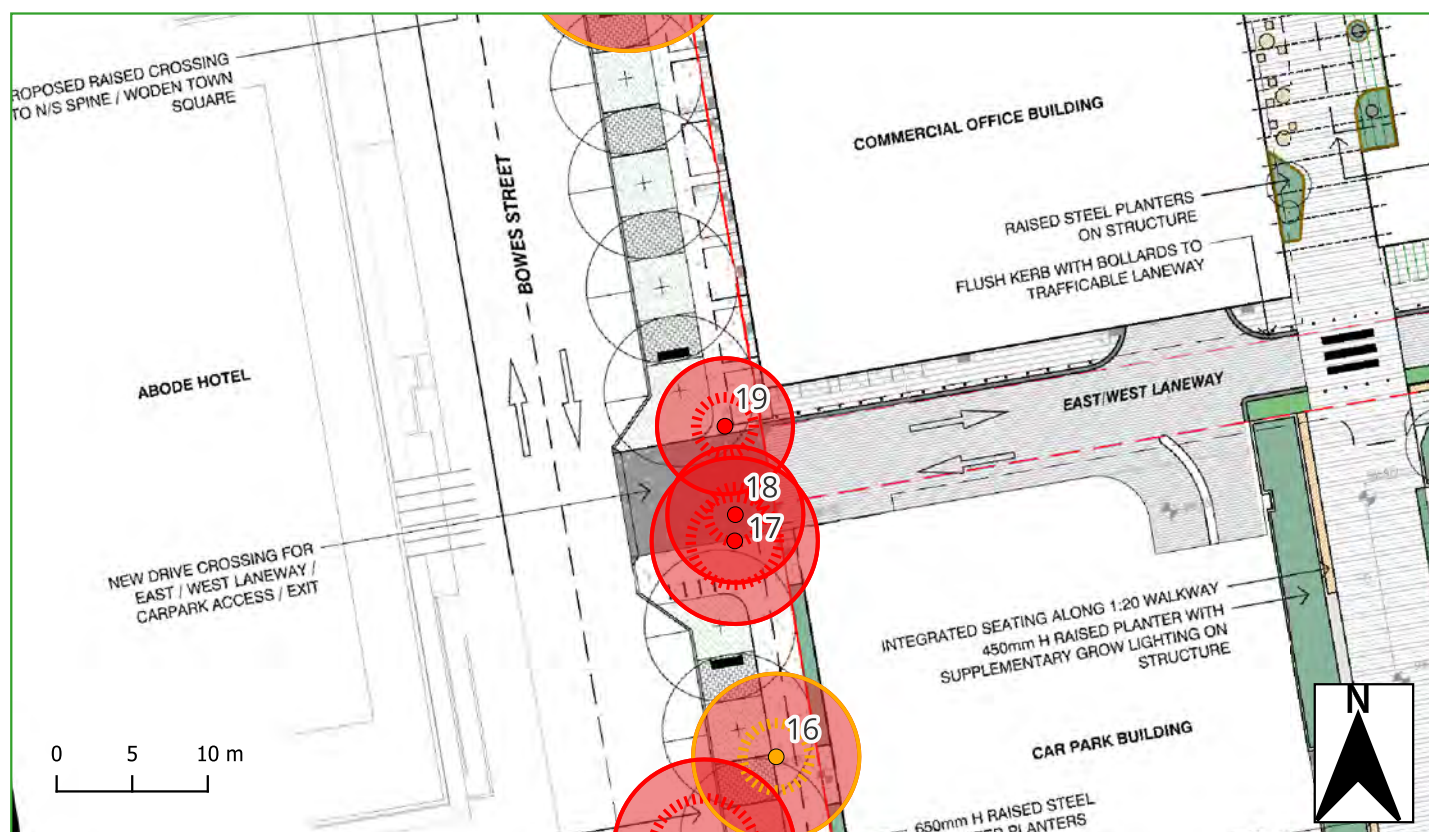 ROPOSED RAISED CROSSING
TO N/S SPINE / WODEN TOWN
SQUARE
BOWES STREET
COMMERCIAL OFFICE BUILDING
RAISED STEEL PLANTERS
ON STRUCTURE
FLUSH KERB WITH BOLLARDS TO
TRAFFICABLE LANEWAY
ABODE HOTEL
EAST/WEST LANEWAY
19
18
17
NEW DRIVE CROSSING FOR
EAST / WEST LANEWAY /
CARPARK ACCESS / EXIT
INTEGRATED SEATING ALONG 1:20 WALKWAY
450mm H RAISED PLANTER WITH
SUPPLEMENTARY GROW LIGHTING ON
STRUCTURE
16
CAR PARK BUILDING
N
0 5 10 m
650mm H RAISED STEEL
PLANTERS